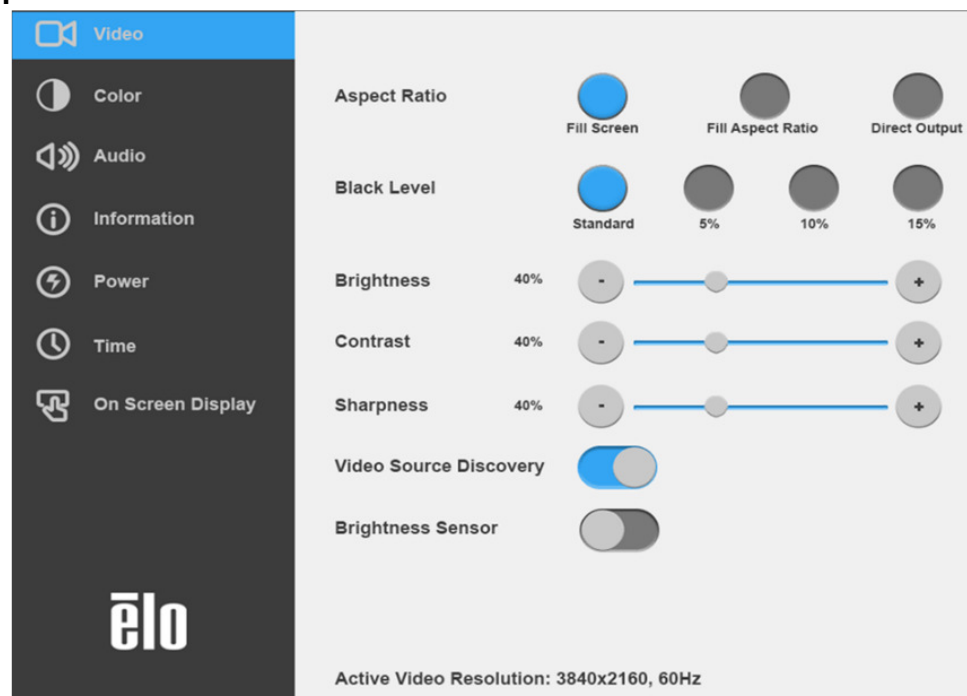 Video
Color
Audio
Information
Power
Time
On Screen Display
ēlo
Aspect Ratio
Fill Screen
Fill Aspect Ratio
Direct Output
Black Level
Standard
5%
10%
15%
Brightness 40% - +
Contrast 40% - +
Sharpness 40% - +
Video Source Discovery
Brightness Sensor
Active Video Resolution: 3840x2160, 60Hz